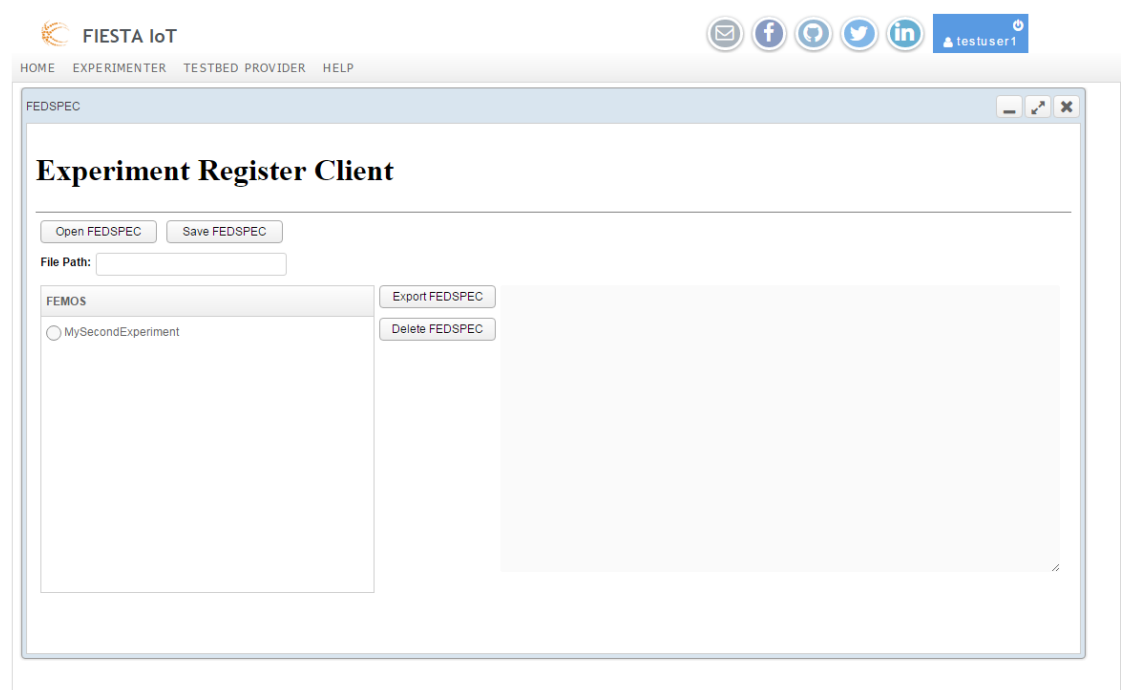 FIESTA IoT
testuser1
HOME EXPERIMENTER TESTBED PROVIDER HELP
FEDSPEC
Experiment Register Client
Open FEDSPEC Save FEDSPEC
File Path:
FEMOS
Export FEDSPEC
MySecondExperiment
Delete FEDSPEC